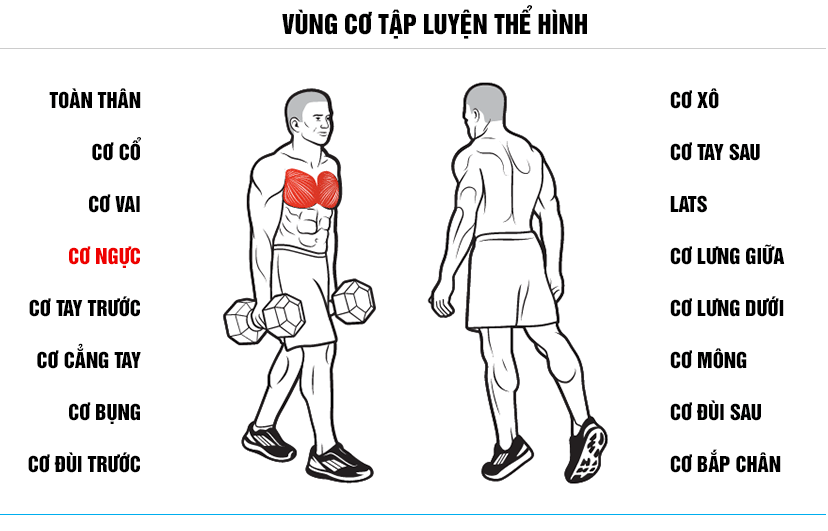 VÙNG CƠ TẬP LUYỆN THỂ HÌNH
TOÀN THÂN
CƠ CỔ
CƠ VAI
CƠ NGỰC
CƠ TAY TRƯỚC
CƠ CẲNG TAY
CƠ BỤNG
CƠ ĐÙI TRƯỚC
CƠ XÔ
CƠ TAY SAU
LATS
CƠ LƯNG GIỮA
CƠ LƯNG DƯỚI
CƠ MÔNG
CƠ ĐÙI SAU
CƠ BẮP CHÂN